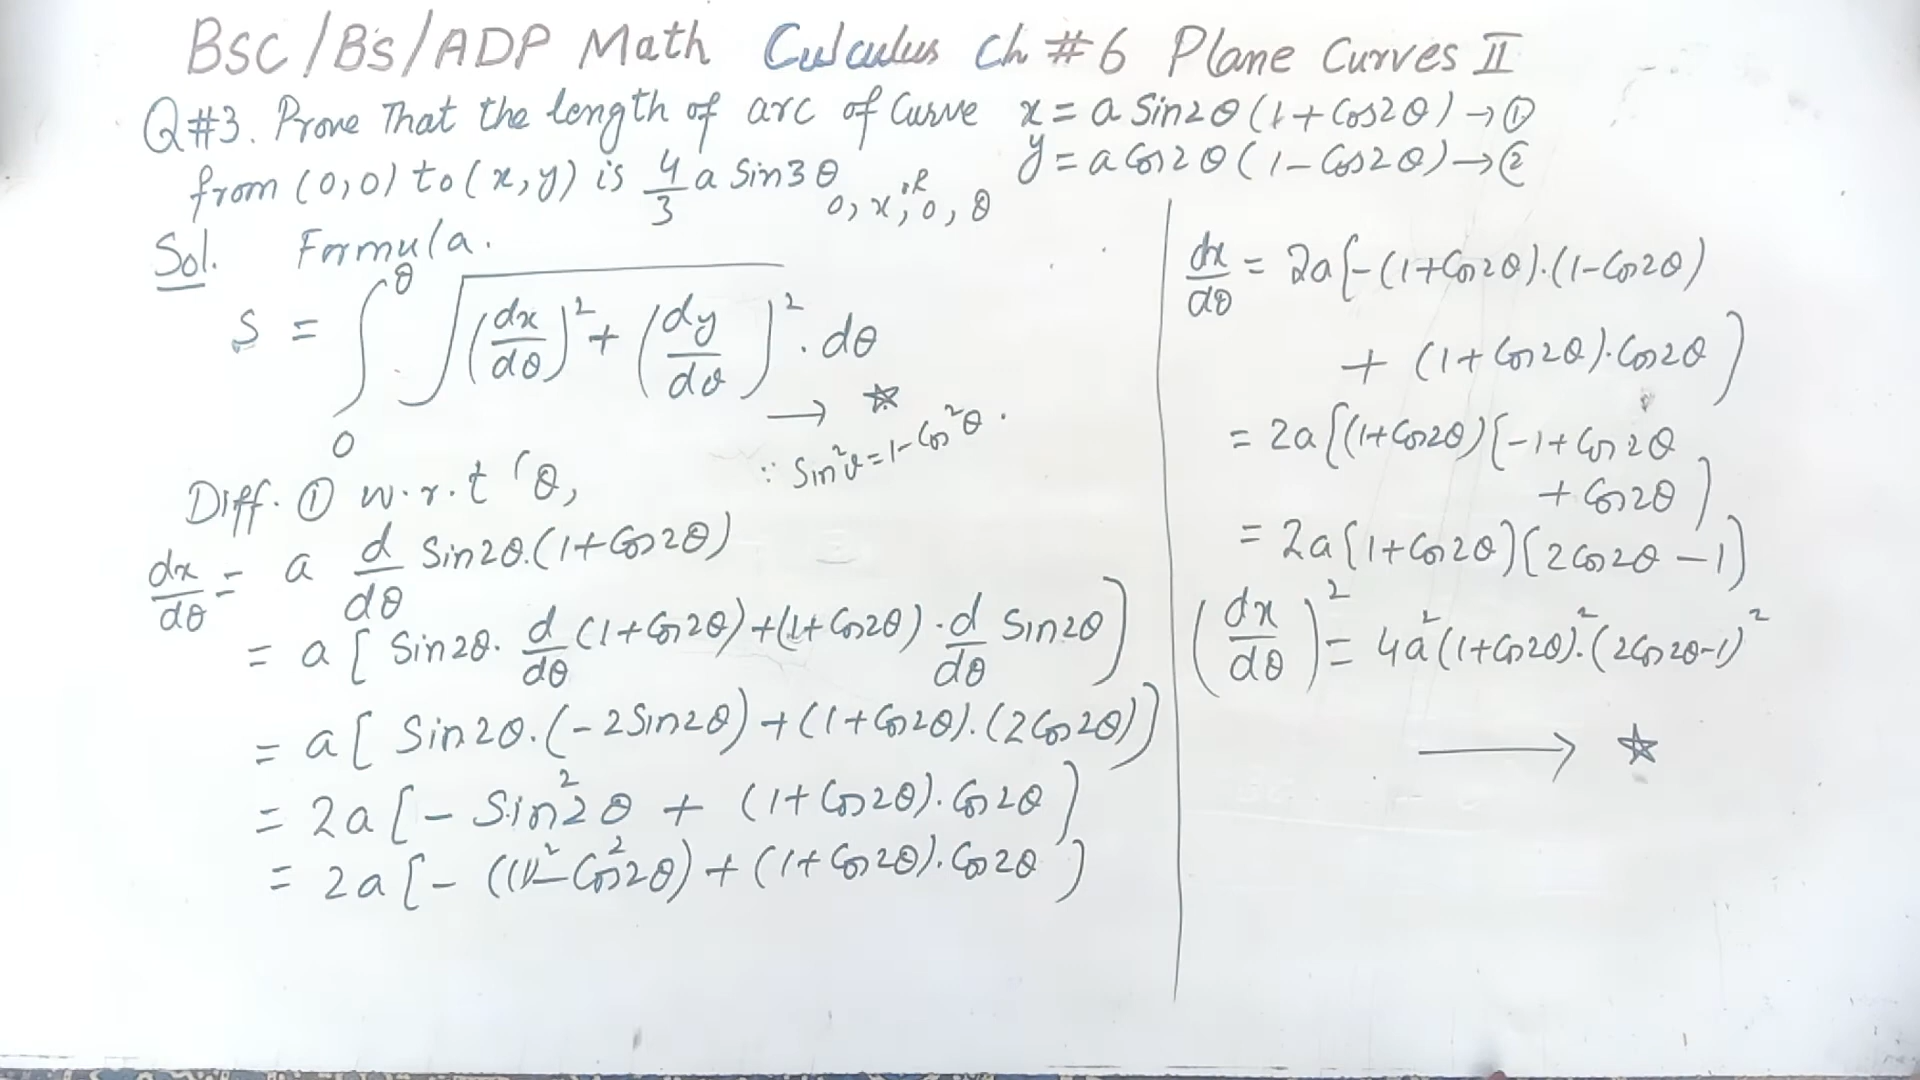 BSC/BS/ADP Math Calculus Ch #6 Plane Curves II
Q#3. Prove That the length of arc of Curve x = a Sin2θ(1+Cos2θ) → ①
y = a Cos2θ(1-Cos2θ) → ②
from (0,0) to (x,y) is 4/3 a Sin3θ
0, x, ; 0, θ
Sol. Formula.
S = ∫₀^θ √((dx/dθ)² + (dy/dθ)²) . dθ
→ ☆
∵ Sin²θ = 1-Cos²θ .
Diff. ① w.r.t 'θ,
dx/dθ = a d/dθ Sin2θ.(1+Cos2θ)
= a [ Sin2θ. d/dθ (1+Cos2θ) + (1+Cos2θ) . d/dθ Sin2θ ]
= a [ Sin2θ.(-2Sin2θ) + (1+Cos2θ).(2Cos2θ) ]
= 2a [ - Sin²2θ + (1+Cos2θ).Cos2θ ]
= 2a [ - ((1)² - Cos²2θ) + (1+Cos2θ).Cos2θ ]
dx/dθ = 2a [ -(1+Cos2θ).(1-Cos2θ)
+ (1+Cos2θ).Cos2θ ]
= 2a [ (1+Cos2θ) [ -1+Cos2θ
+ Cos2θ ]
= 2a (1+Cos2θ) [ 2Cos2θ - 1 ]
(dx/dθ)² = 4a²(1+Cos2θ)².(2Cos2θ-1)²
→ ☆